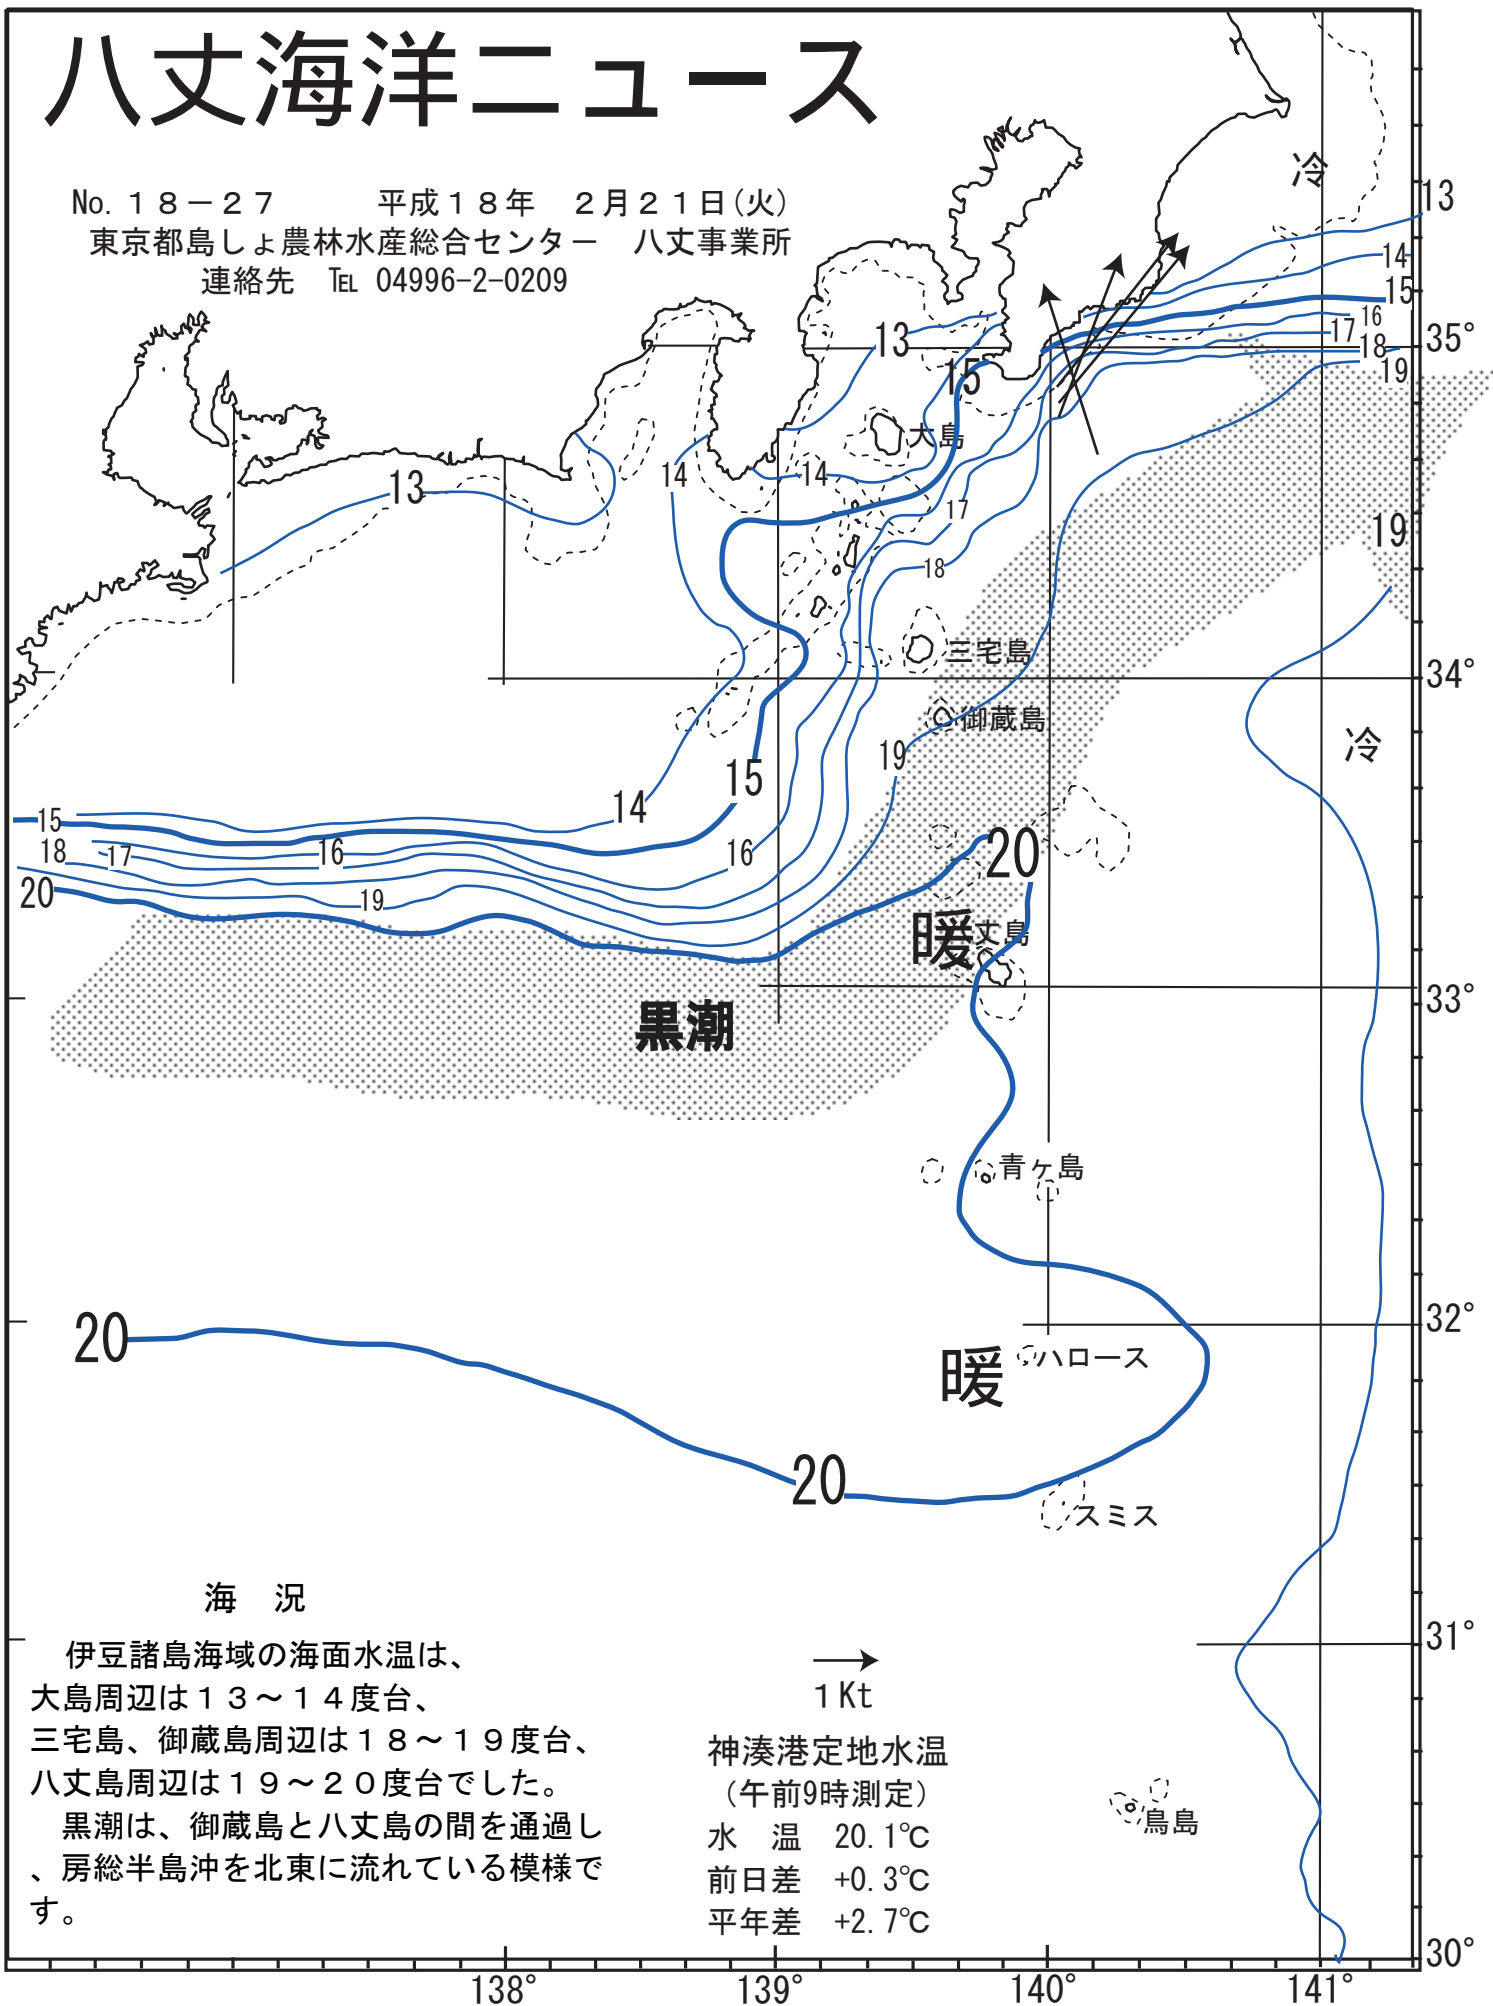 八丈海洋ニュース
No. １８－２７　　　平成１８年　２月２１日(火)
東京都島しょ農林水産総合センター　八丈事業所
連絡先　℡ 04996-2-0209
冷
13
14
15
16
17
18
19
35°
13
15
大島
14
14
13
17
18
19
三宅島
34°
御蔵島
冷
19
15
14
15
16
17
18
16
20
19
20
暖
丈島
黒潮
33°
青ヶ島
20
32°
暖
ハロース
20
スミス
海　況
伊豆諸島海域の海面水温は、
大島周辺は１３～１４度台、
三宅島、御蔵島周辺は１８～１９度台、
八丈島周辺は１９～２０度台でした。
黒潮は、御蔵島と八丈島の間を通過し
、房総半島沖を北東に流れている模様で
す。
1Kt
神湊港定地水温
（午前9時測定）
水　温　20.1℃
前日差　+0.3℃
平年差　+2.7℃
31°
鳥島
30°
138°
139°
140°
141°